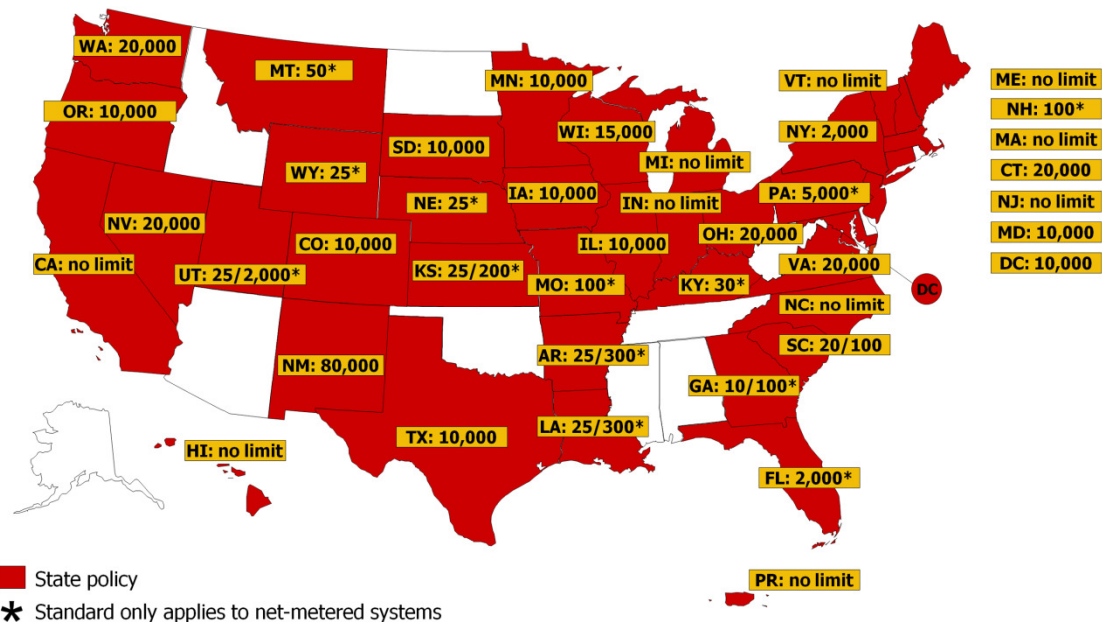 WA: 20,000
MT: 50*
MN: 10,000
VT: no limit
ME: no limit
OR: 10,000
NH: 100*
WI: 15,000
NY: 2,000
SD: 10,000
MA: no limit
MI: no limit
WY: 25*
CT: 20,000
IA: 10,000
PA: 5,000*
NE: 25*
IN: no limit
NJ: no limit
NV: 20,000
OH: 20,000
MD: 10,000
CO: 10,000
IL: 10,000
CA: no limit
VA: 20,000
DC: 10,000
UT: 25/2,000*
KS: 25/200*
MO: 100*
KY: 30*
DC
NC: no limit
SC: 20/100
AR: 25/300*
NM: 80,000
GA: 10/100*
LA: 25/300*
TX: 10,000
HI: no limit
FL: 2,000*
PR: no limit
State policy
* Standard only applies to net-metered systems